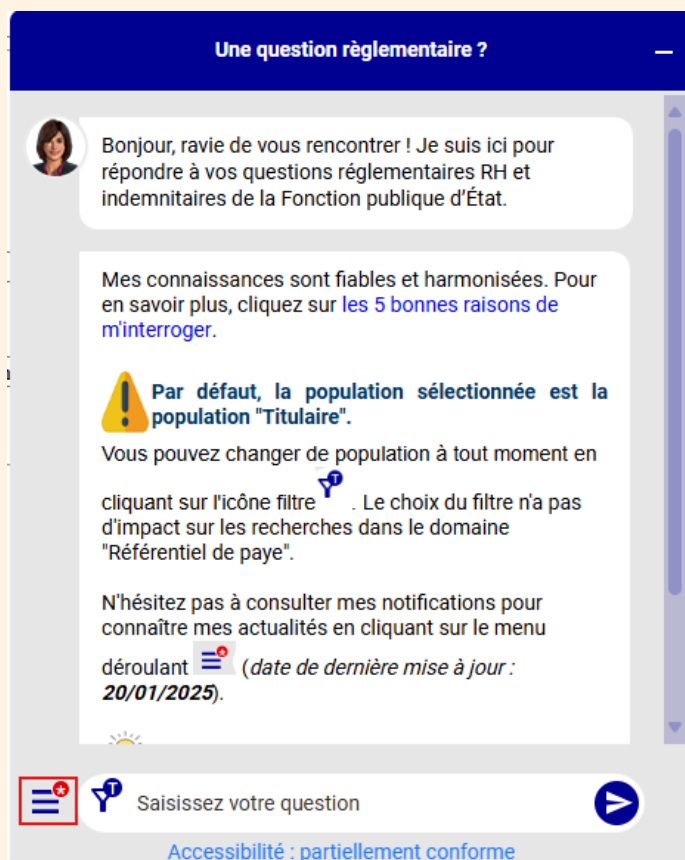 Une question règlementaire ?
Bonjour, ravie de vous rencontrer ! Je suis ici pour
répondre à vos questions réglementaires RH et
indemnitaires de la Fonction publique d'État.
Mes connaissances sont fiables et harmonisées. Pour
en savoir plus, cliquez sur les 5 bonnes raisons de
m'interroger.
Par défaut, la population sélectionnée est la
population "Titulaire".
Vous pouvez changer de population à tout moment en
cliquant sur l'icône filtre T . Le choix du filtre n'a pas
d'impact sur les recherches dans le domaine
"Référentiel de paye".
N'hésitez pas à consulter mes notifications pour
connaître mes actualités en cliquant sur le menu
déroulant (date de dernière mise à jour :
20/01/2025).
T Saisissez votre question
Accessibilité : partiellement conforme